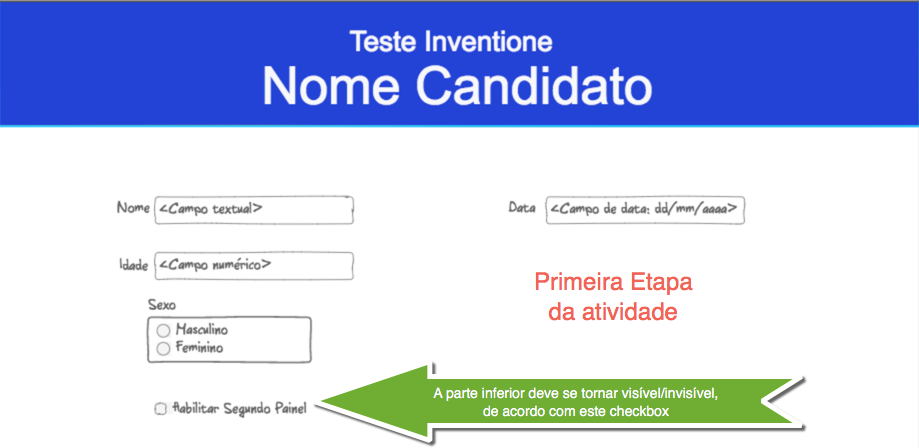 Teste Inventione
Nome Candidato
Nome <Campo textual>
Data <Campo de data: dd/mm/aaaa>
Idade <Campo numérico>
Primeira Etapa
da atividade
Sexo
Masculino
Feminino
Habilitar Segundo Painel
A parte inferior deve se tornar visível/invisível,
de acordo com este checkbox